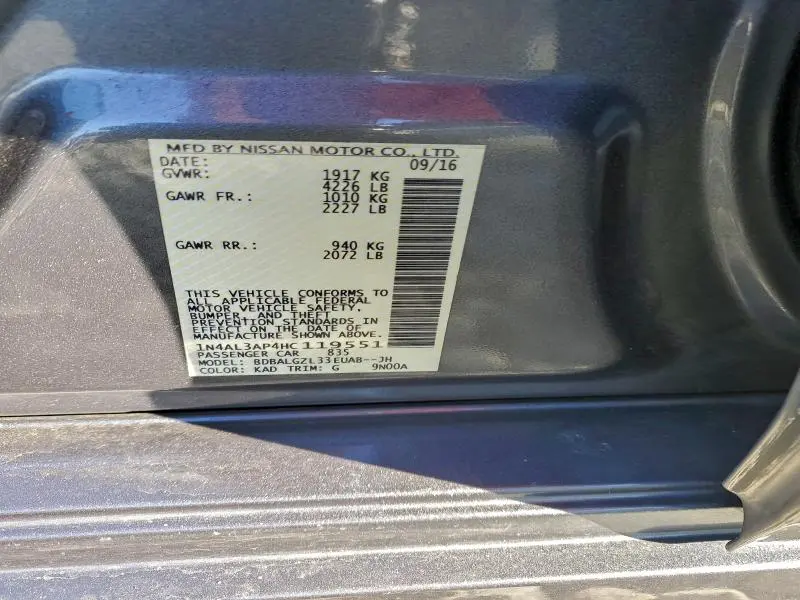 MFD BY NISSAN MOTOR CO., LTD.
DATE: 09/16
GVWR: 1917 KG
4226 LB
GAWR FR.: 1010 KG
2227 LB
GAWR RR.: 940 KG
2072 LB
THIS VEHICLE CONFORMS TO
ALL APPLICABLE FEDERAL
MOTOR VEHICLE SAFETY,
BUMPER, AND THEFT
PREVENTION STANDARDS IN
EFFECT ON THE DATE OF
MANUFACTURE SHOWN ABOVE.
1N4AL3AP4HC119551
PASSENGER CAR 835
MODEL: BDBALGZL33EUAB--JH
COLOR: KAD TRIM: G 9N00A